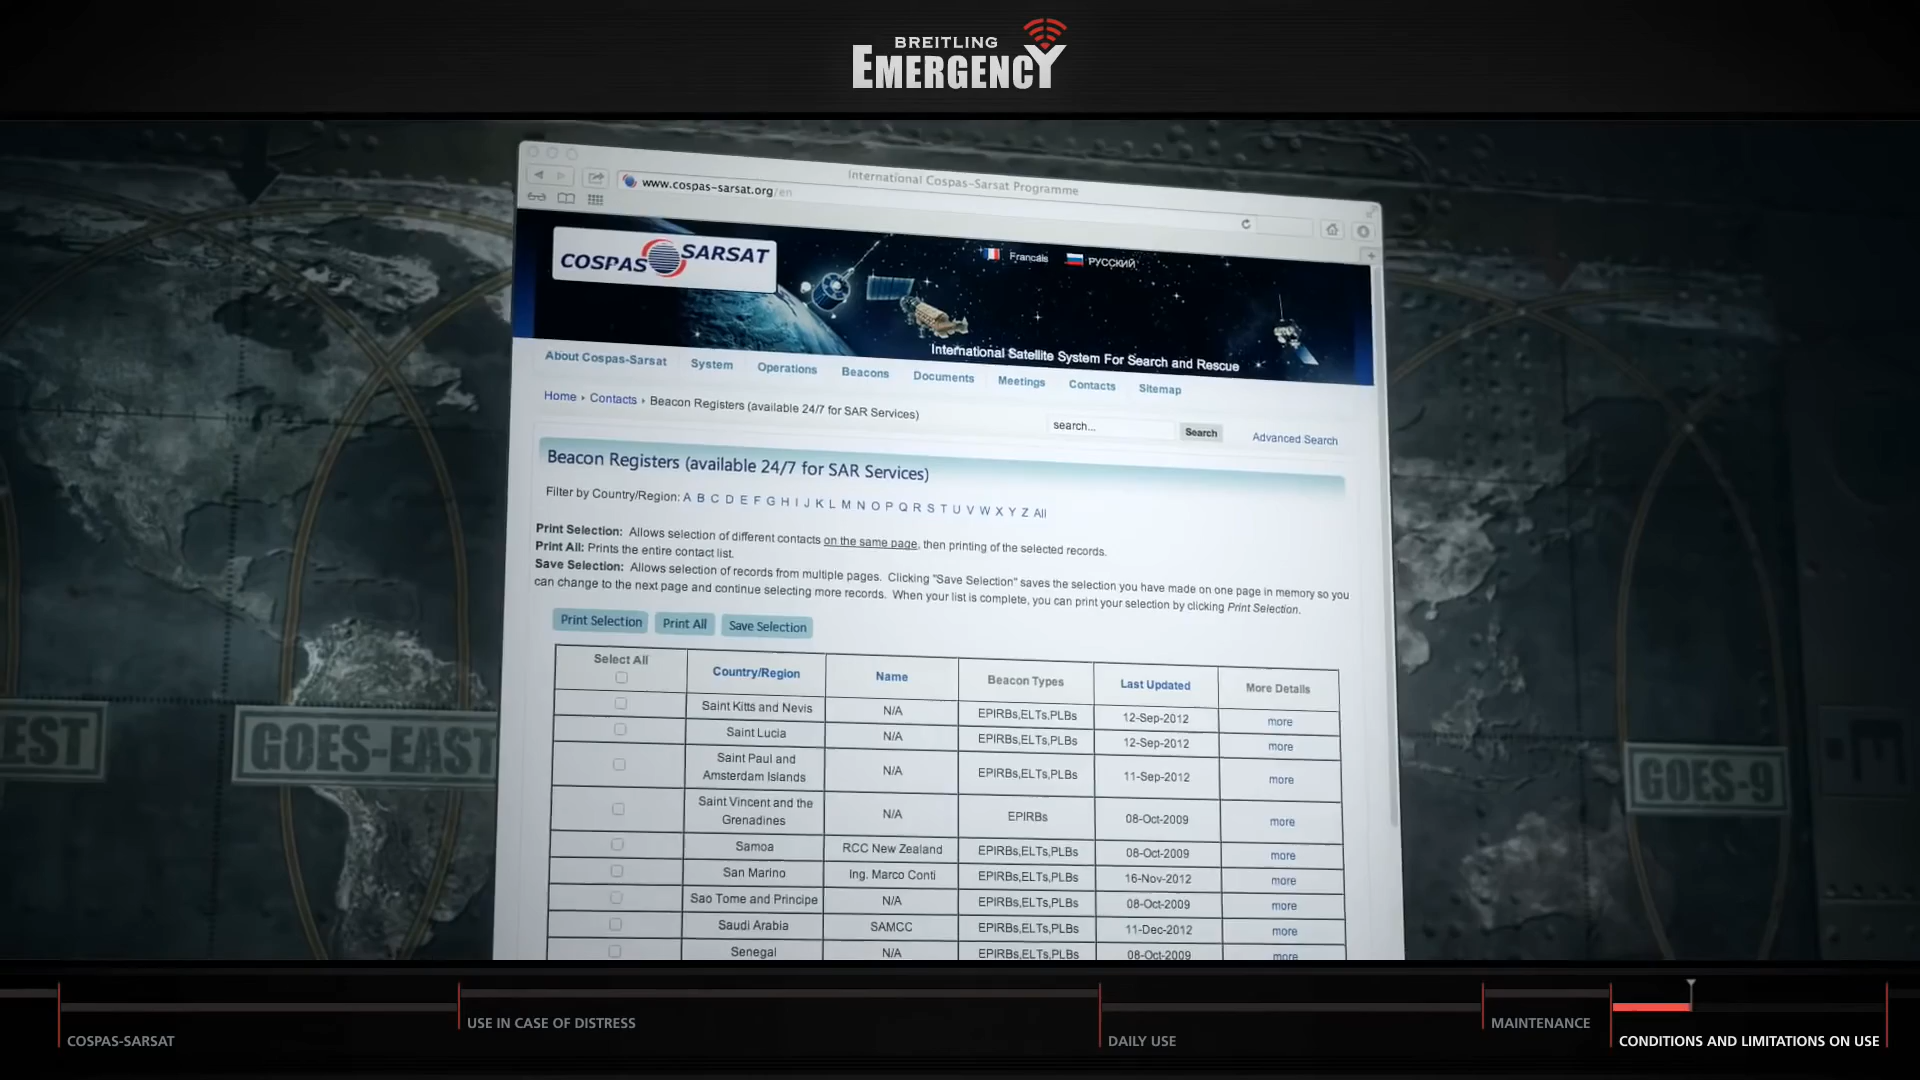 BREITLING
EMERGENCY
International Cospas-Sarsat Programme
www.cospas-sarsat.org/en
COSPAS SARSAT
Francais
РУССКИЙ
International Satellite System For Search and Rescue
About Cospas-Sarsat System Operations Beacons Documents Meetings Contacts Sitemap
Home › Contacts › Beacon Registers (available 24/7 for SAR Services)
search... Search Advanced Search
Beacon Registers (available 24/7 for SAR Services)
Filter by Country/Region: A B C D E F G H I J K L M N O P Q R S T U V W X Y Z All
Print Selection: Allows selection of different contacts on the same page, then printing of the selected records.
Print All: Prints the entire contact list.
Save Selection: Allows selection of records from multiple pages. Clicking "Save Selection" saves the selection you have made on one page in memory so you
can change to the next page and continue selecting more records. When your list is complete, you can print your selection by clicking Print Selection.
Print Selection Print All Save Selection
Select All Country/Region Name Beacon Types Last Updated More Details
Saint Kitts and Nevis N/A EPIRBs,ELTs,PLBs 12-Sep-2012 more
Saint Lucia N/A EPIRBs,ELTs,PLBs 12-Sep-2012 more
Saint Paul and
Amsterdam Islands N/A EPIRBs,ELTs,PLBs 11-Sep-2012 more
Saint Vincent and the
Grenadines N/A EPIRBs 08-Oct-2009 more
Samoa RCC New Zealand EPIRBs,ELTs,PLBs 08-Oct-2009 more
San Marino Ing. Marco Conti EPIRBs,ELTs,PLBs 16-Nov-2012 more
Sao Tome and Principe N/A EPIRBs,ELTs,PLBs 08-Oct-2009 more
Saudi Arabia SAMCC EPIRBs,ELTs,PLBs 11-Dec-2012 more
Senegal N/A EPIRBs,ELTs,PLBs 08-Oct-2009 more
EST
GOES-EAST
GOES-9
COSPAS-SARSAT
USE IN CASE OF DISTRESS
DAILY USE
MAINTENANCE
CONDITIONS AND LIMITATIONS ON USE